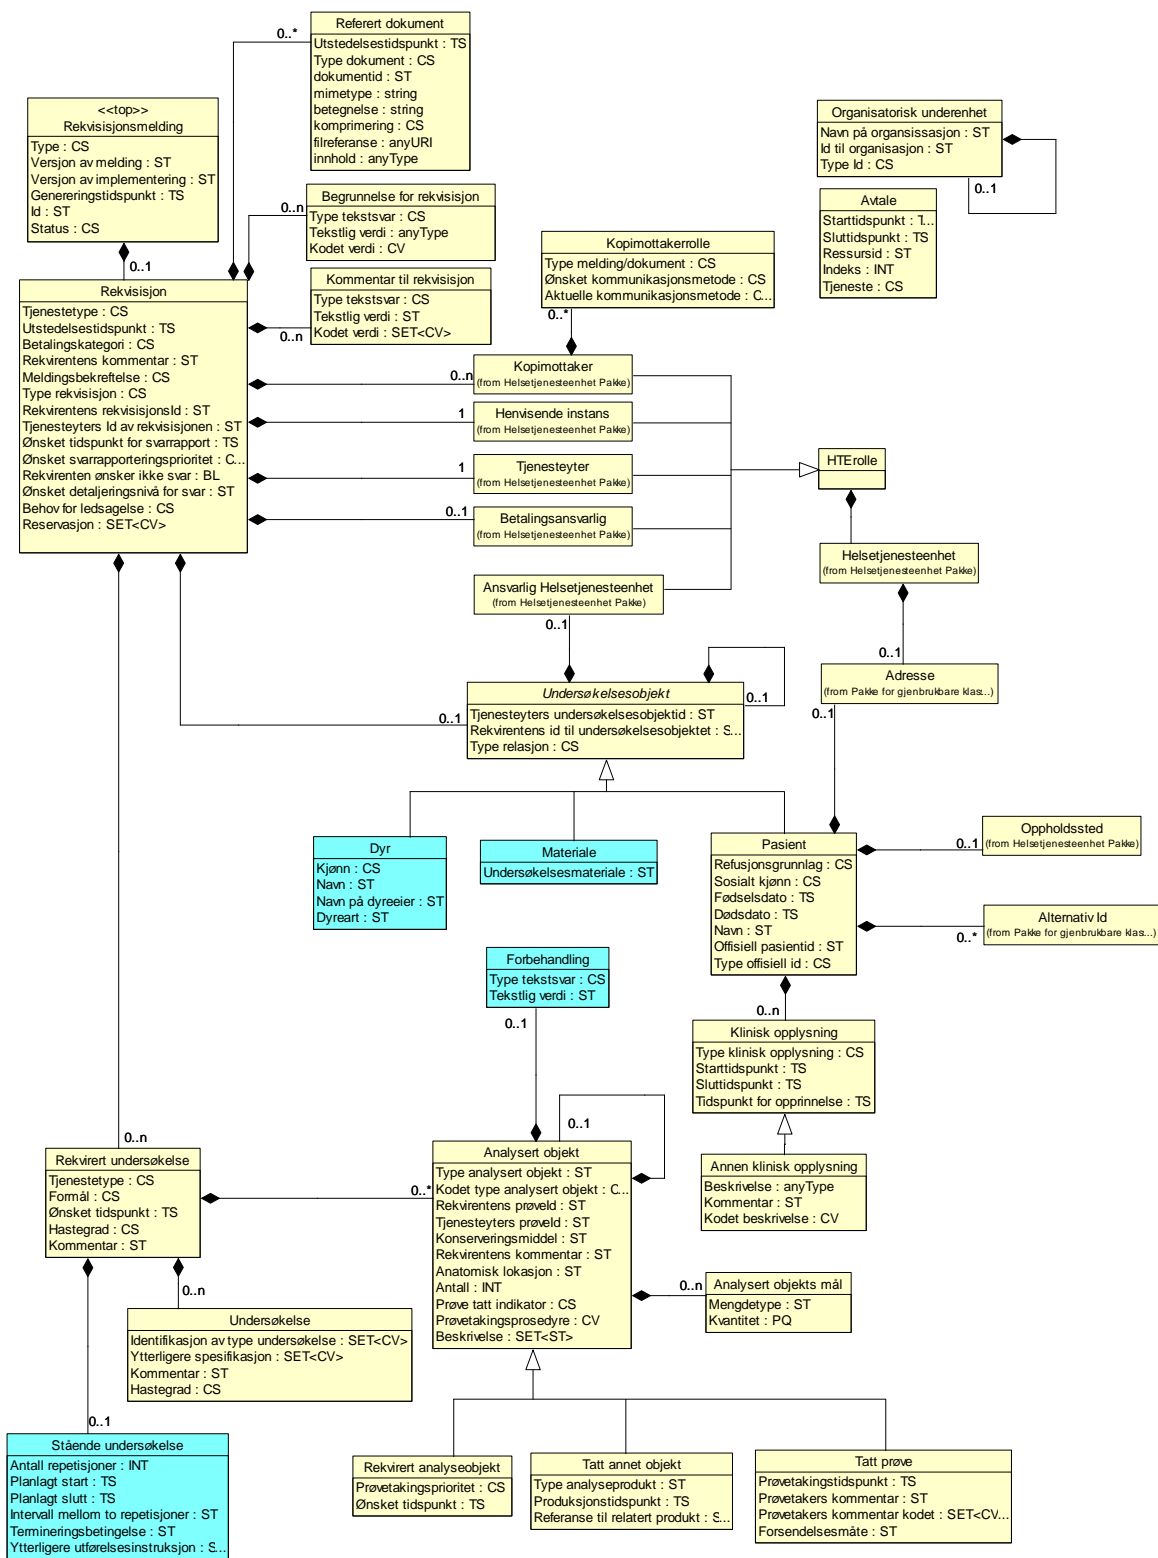 Referert dokument
Utstedelsestidspunkt : TS
Type dokument : CS
dokumentid : ST
mimetype : string
betegnelse : string
komprimering : CS
filreferanse : anyURI
innhold : anyType
0..*
<<top>>
Rekvisisjonsmelding
Type : CS
Versjon av melding : ST
Versjon av implementering : ST
Genereringstidspunkt : TS
Id : ST
Status : CS
0..1
Organisatorisk underenhet
Navn på organsissasjon : ST
Id til organisasjon : ST
Type Id : CS
0..1
Avtale
Starttidspunkt : T...
Sluttidspunkt : TS
Ressursid : ST
Indeks : INT
Tjeneste : CS
Begrunnelse for rekvisisjon
Type tekstsvar : CS
Tekstlig verdi : anyType
Kodet verdi : CV
0..n
Kommentar til rekvisisjon
Type tekstsvar : CS
Tekstlig verdi : ST
Kodet verdi : SET<CV>
0..n
Kopimottakerrolle
Type melding/dokument : CS
Ønsket kommunikasjonsmetode : CS
Aktuelle kommunikasjonsmetode : C...
0..*
Rekvisisjon
Tjenestetype : CS
Utstedelsestidspunkt : TS
Betalingskategori : CS
Rekvirentens kommentar : ST
Meldingsbekreftelse : CS
Type rekvisisjon : CS
Rekvirentens rekvisisjonsId : ST
Tjenesteyters Id av rekvisisjonen : ST
Ønsket tidspunkt for svarrapport : TS
Ønsket svarrapporteringsprioritet : C...
Rekvirenten ønsker ikke svar : BL
Ønsket detaljeringsnivå for svar : ST
Behov for ledsagelse : CS
Reservasjon : SET<CV>
0..n
Kopimottaker
(from Helsetjenesteenhet Pakke)
1
Henvisende instans
(from Helsetjenesteenhet Pakke)
1
Tjenesteyter
(from Helsetjenesteenhet Pakke)
0..1
Betalingsansvarlig
(from Helsetjenesteenhet Pakke)
Ansvarlig Helsetjenesteenhet
(from Helsetjenesteenhet Pakke)
0..1
HTErolle
Helsetjenesteenhet
(from Helsetjenesteenhet Pakke)
0..1
Adresse
(from Pakke for gjenbrukbare klas...)
0..1
Undersøkelsesobjekt
Tjenesteyters undersøkelsesobjektid : ST
Rekvirentens id til undersøkelsesobjektet : S...
Type relasjon : CS
0..1
0..1
Dyr
Kjønn : CS
Navn : ST
Navn på dyreeier : ST
Dyreart : ST
Materiale
Undersøkelsesmateriale : ST
Pasient
Refusjonsgrunnlag : CS
Sosialt kjønn : CS
Fødselsdato : TS
Dødsdato : TS
Navn : ST
Offisiell pasientid : ST
Type offisiell id : CS
Oppholdssted
(from Helsetjenesteenhet Pakke)
0..1
Alternativ Id
(from Pakke for gjenbrukbare klas...)
0..*
0..n
Klinisk opplysning
Type klinisk opplysning : CS
Starttidspunkt : TS
Sluttidspunkt : TS
Tidspunkt for opprinnelse : TS
Annen klinisk opplysning
Beskrivelse : anyType
Kommentar : ST
Kodet beskrivelse : CV
Forbehandling
Type tekstsvar : CS
Tekstlig verdi : ST
0..1
0..1
Analysert objekt
Type analysert objekt : ST
Kodet type analysert objekt : C...
Rekvirentens prøveId : ST
Tjenesteyters prøveId : ST
Konserveringsmiddel : ST
Rekvirentens kommentar : ST
Anatomisk lokasjon : ST
Antall : INT
Prøve tatt indikator : CS
Prøvetakingsprosedyre : CV
Beskrivelse : SET<ST>
0..n
Analysert objekts mål
Mengdetype : ST
Kvantitet : PQ
0..n
Rekvirert undersøkelse
Tjenestetype : CS
Formål : CS
Ønsket tidspunkt : TS
Hastegrad : CS
Kommentar : ST
0..*
0..n
Undersøkelse
Identifikasjon av type undersøkelse : SET<CV>
Ytterligere spesifikasjon : SET<CV>
Kommentar : ST
Hastegrad : CS
0..1
Stående undersøkelse
Antall repetisjoner : INT
Planlagt start : TS
Planlagt slutt : TS
Intervall mellom to repetisjoner : ST
Termineringsbetingelse : ST
Ytterligere utførelsesinstruksjon : S...
Rekvirert analyseobjekt
Prøvetakingsprioritet : CS
Ønsket tidspunkt : TS
Tatt annet objekt
Type analyseprodukt : ST
Produksjonstidspunkt : TS
Referanse til relatert produkt : S...
Tatt prøve
Prøvetakingstidspunkt : TS
Prøvetakers kommentar : ST
Prøvetakers kommentar kodet : SET<CV...
Forsendelsesmåte : ST